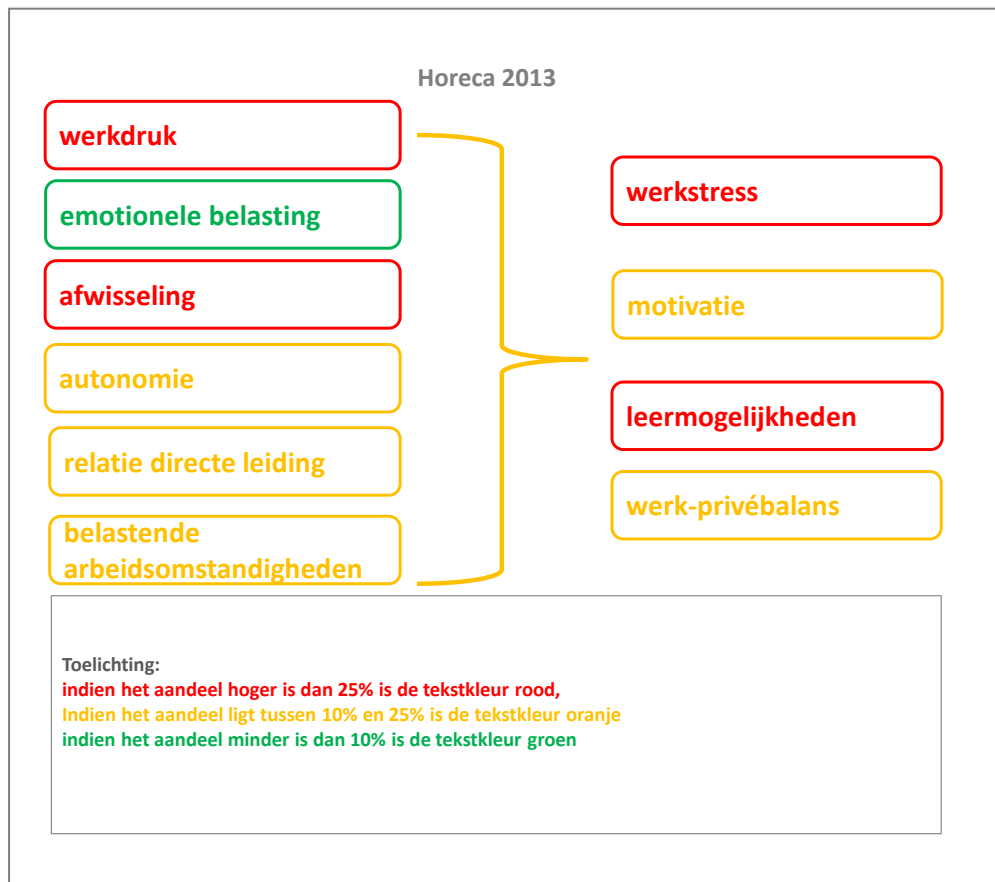 Horeca 2013
werkdruk
emotionele belasting
afwisseling
autonomie
relatie directe leiding
belastende
arbeidsomstandigheden
werkstress
motivatie
leermogelijkheden
werk-privébalans
Toelichting:
indien het aandeel hoger is dan 25% is de tekstkleur rood,
Indien het aandeel ligt tussen 10% en 25% is de tekstkleur oranje
indien het aandeel minder is dan 10% is de tekstkleur groen